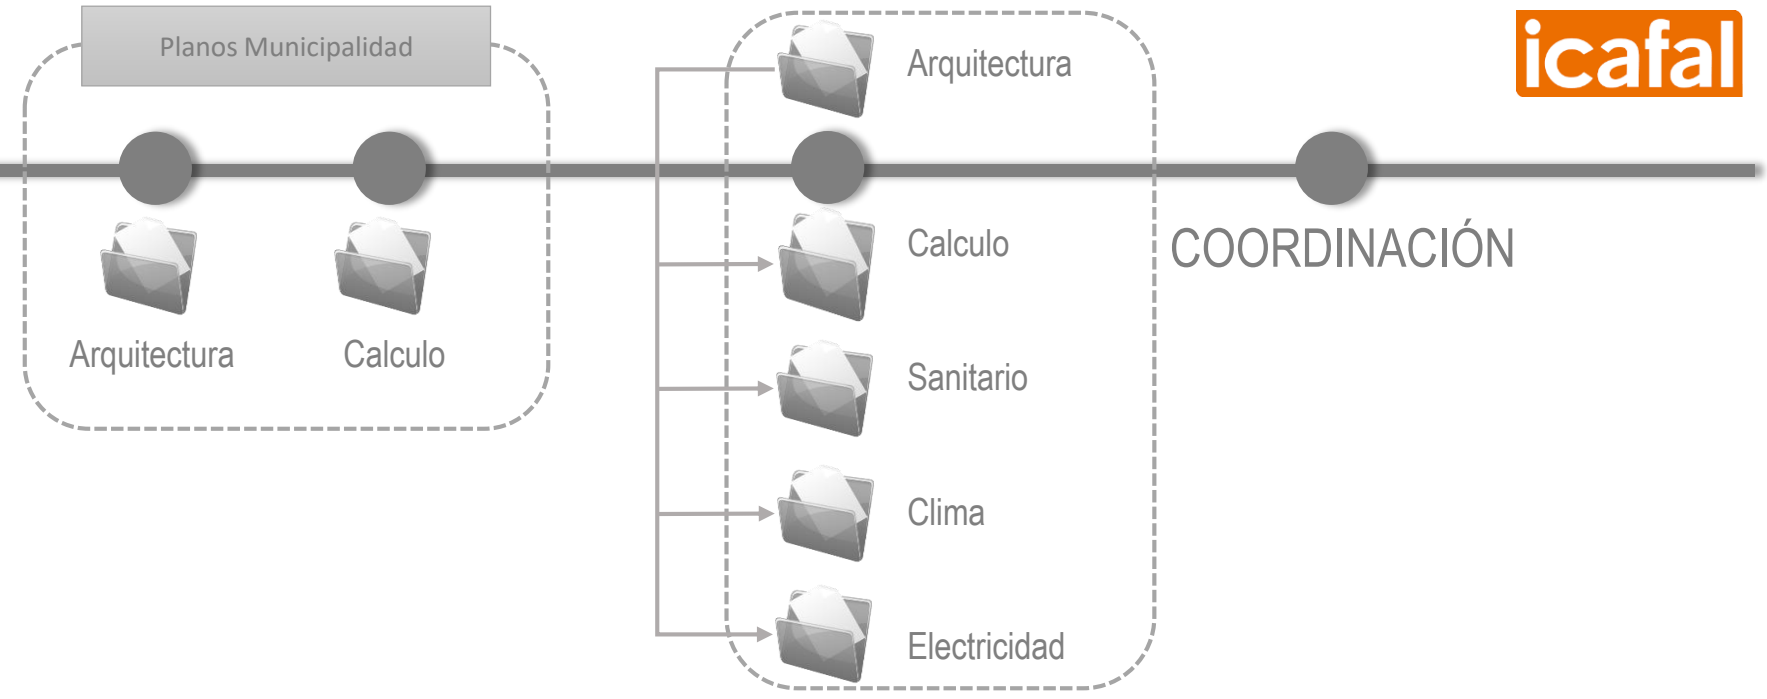 Planos Municipalidad
Arquitectura
Calculo
Arquitectura
Calculo
Sanitario
Clima
Electricidad
COORDINACIÓN
icafal